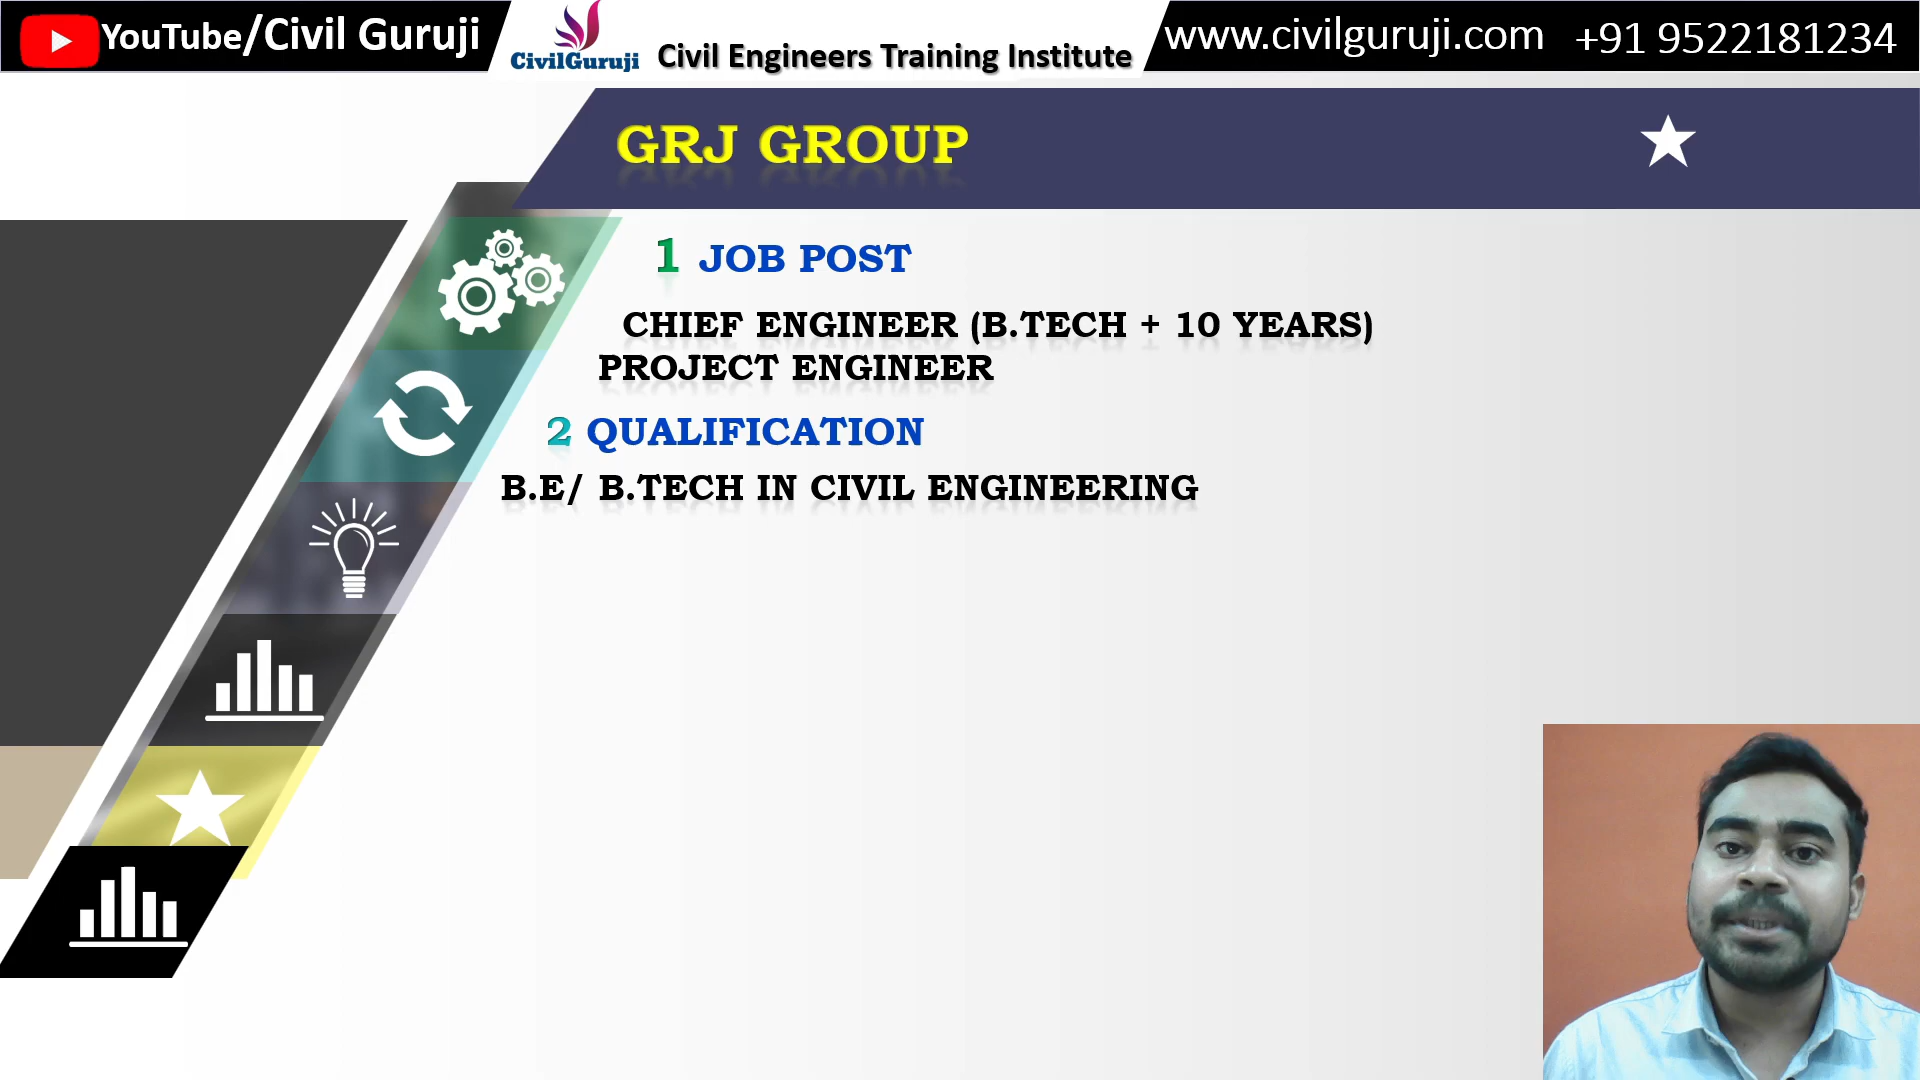 YouTube/Civil Guruji
CivilGuruji
Civil Engineers Training Institute
www.civilguruji.com
+91 9522181234
GRJ GROUP
1 JOB POST
CHIEF ENGINEER (B.TECH + 10 YEARS)
PROJECT ENGINEER
2 QUALIFICATION
B.E/ B.TECH IN CIVIL ENGINEERING